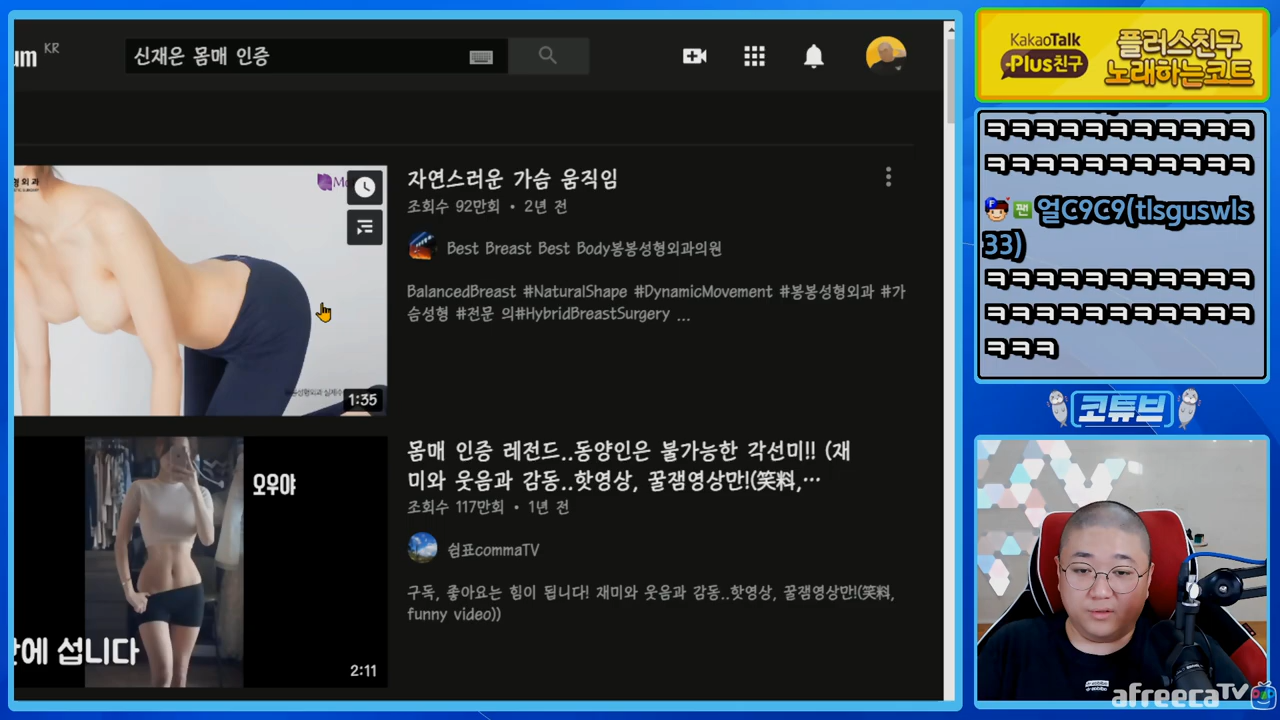 um KR
신재은 몸매 인증
형외과
자연스러운 가슴 움직임
조회수 92만회 • 2년 전
Best Breast Best Body봉봉성형외과의원
BalancedBreast #NaturalShape #DynamicMovement #봉봉성형외과 #가
슴성형 #전문 의#HybridBreastSurgery ...
1:35
오우야
몸매 인증 레전드..동양인은 불가능한 각선미!! (재
미와 웃음과 감동..핫영상, 꿀잼영상만!(笑料,…
조회수 117만회 • 1년 전
쉼표commaTV
구독, 좋아요는 힘이 됩니다! 재미와 웃음과 감동..핫영상, 꿀잼영상만!(笑料,
funny video))
에 섭니다
2:11
KakaoTalk
Plus친구
플러스친구
노래하는코트
ㅋㅋㅋㅋㅋㅋㅋㅋㅋㅋㅋ
ㅋㅋㅋㅋㅋㅋㅋㅋㅋㅋㅋ
얼C9C9(tlsguswls
33)
ㅋㅋㅋㅋㅋㅋㅋㅋㅋㅋㅋ
ㅋㅋㅋㅋㅋㅋㅋㅋㅋㅋㅋ
ㅋㅋㅋ
코튜브
afreecaTV